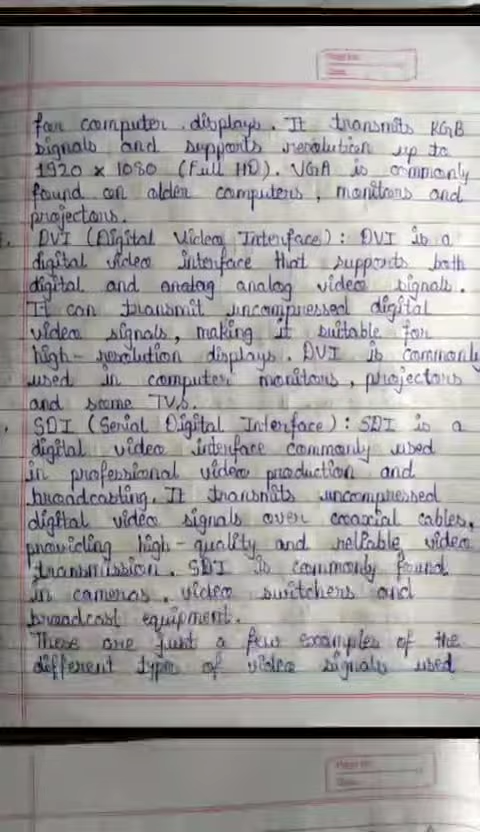 for computer displays. It transmits RGB
signals and supports resolution up to
1920 x 1080 (Full HD). VGA is commonly
found on older computers, monitors and
projectors.
DVI (Digital Video Interface): DVI is a
digital video interface that supports both
digital and analog analog video signals.
It can transmit uncompressed digital
video signals, making it suitable for
high-resolution displays. DVI is commonly
used in computer monitors, projectors
and some TVs.
SDI (Serial Digital Interface): SDI is a
digital video interface commonly used
in professional video production and
broadcasting. It transmits uncompressed
digital video signals over coaxial cables,
providing high-quality and reliable video
transmission. SDI is commonly found
in cameras, video switchers and
broadcast equipment.
These are just a few examples of the
different type of video signals used